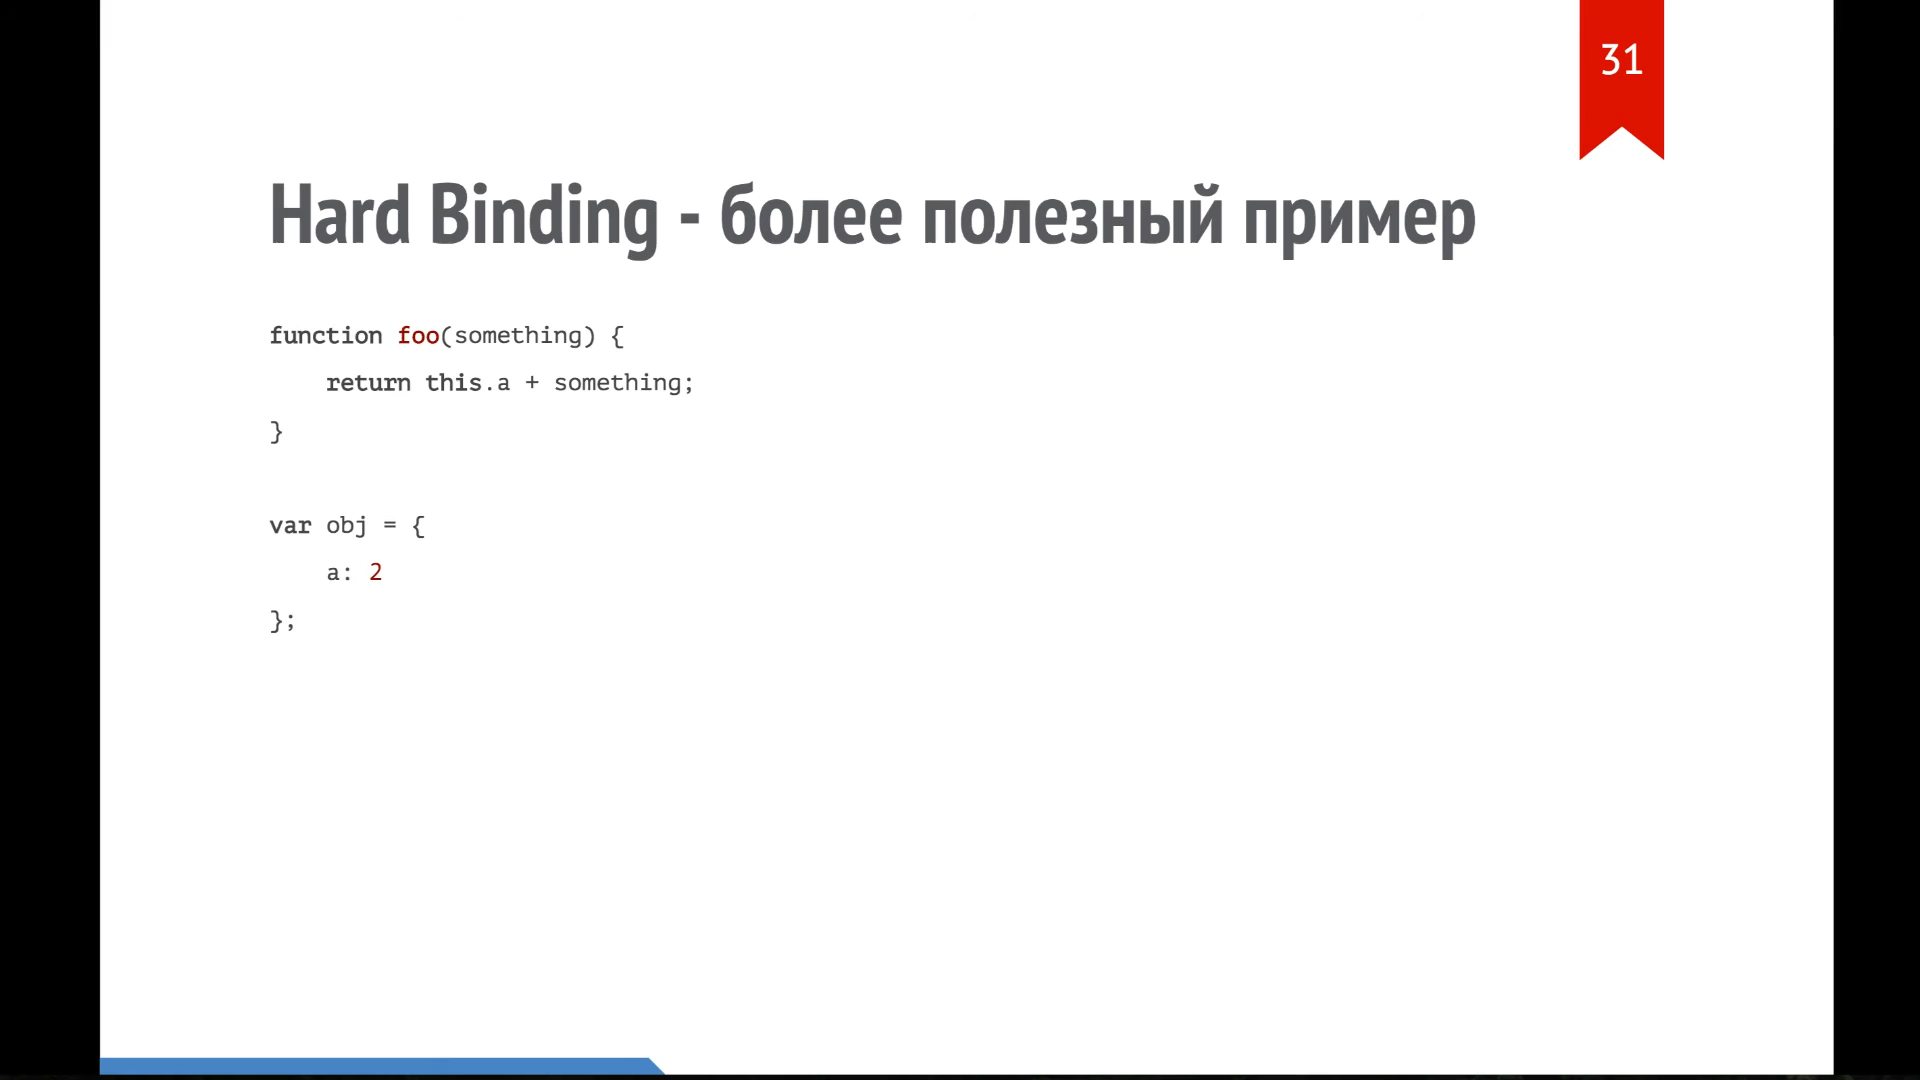 31
Hard Binding - более полезный пример
function foo(something) {
    return this.a + something;
}
var obj = {
    a: 2
};